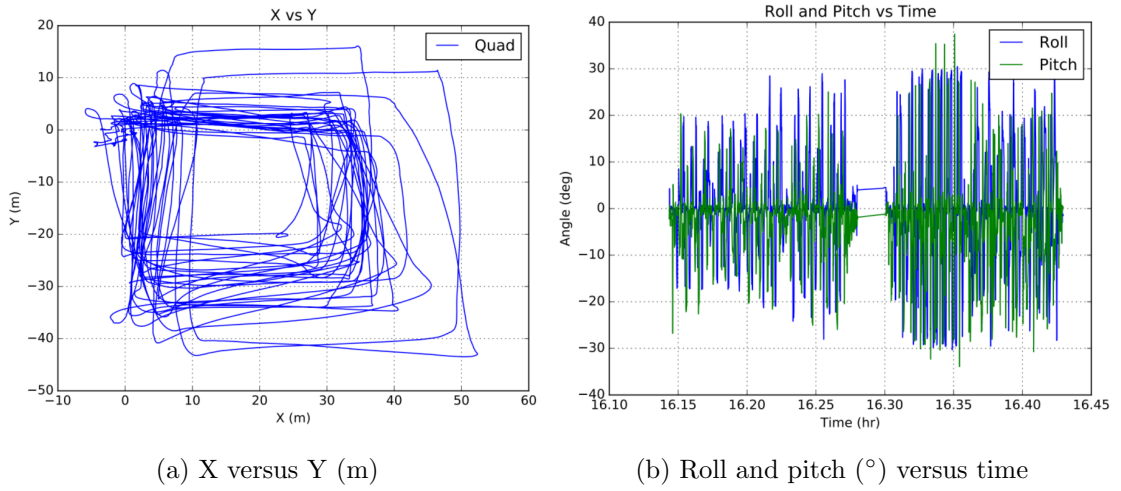 X vs Y
Quad
20
10
0
−10
−20
−30
−40
−50
Y (m)
−10 0 10 20 30 40 50 60
X (m)
(a) X versus Y (m)
Roll and Pitch vs Time
Roll
Pitch
40
30
20
10
0
−10
−20
−30
−40
Angle (deg)
16.10 16.15 16.20 16.25 16.30 16.35 16.40 16.45
Time (hr)
(b) Roll and pitch (°) versus time